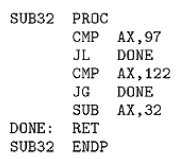 SUB32 PROC
CMP AX,97
JL DONE
CMP AX,122
JG DONE
SUB AX,32
DONE: RET
SUB32 ENDP